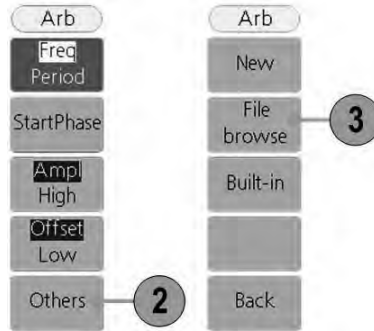 Arb
Freq
Period
StartPhase
Ampl
High
Offset
Low
Others
2
Arb
New
File
browse
3
Built-in
Back